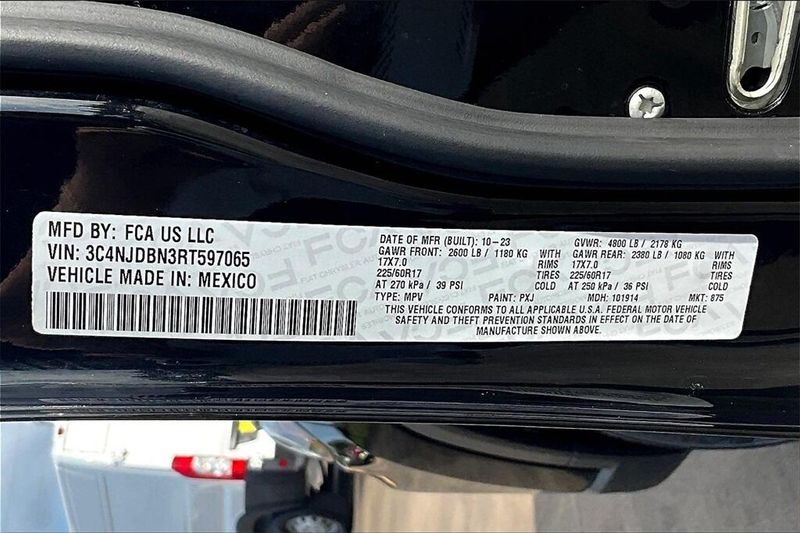 MFD BY: FCA US LLC
VIN: 3C4NJDBN3RT597065
VEHICLE MADE IN: MEXICO
DATE OF MFR (BUILT): 10-23 GVWR: 4800 LB / 2178 KG
GAWR FRONT: 2600 LB / 1180 KG WITH GAWR REAR: 2380 LB / 1080 KG WITH
17X7.0 RIMS 17X7.0 RIMS
225/60R17 TIRES 225/60R17 TIRES
AT 270 kPa / 39 PSI COLD AT 250 kPa / 36 PSI COLD
TYPE: MPV PAINT: PXJ MDH: 101914 MKT: 875
THIS VEHICLE CONFORMS TO ALL APPLICABLE U.S.A. FEDERAL MOTOR VEHICLE
SAFETY AND THEFT PREVENTION STANDARDS IN EFFECT ON THE DATE OF
MANUFACTURE SHOWN ABOVE.